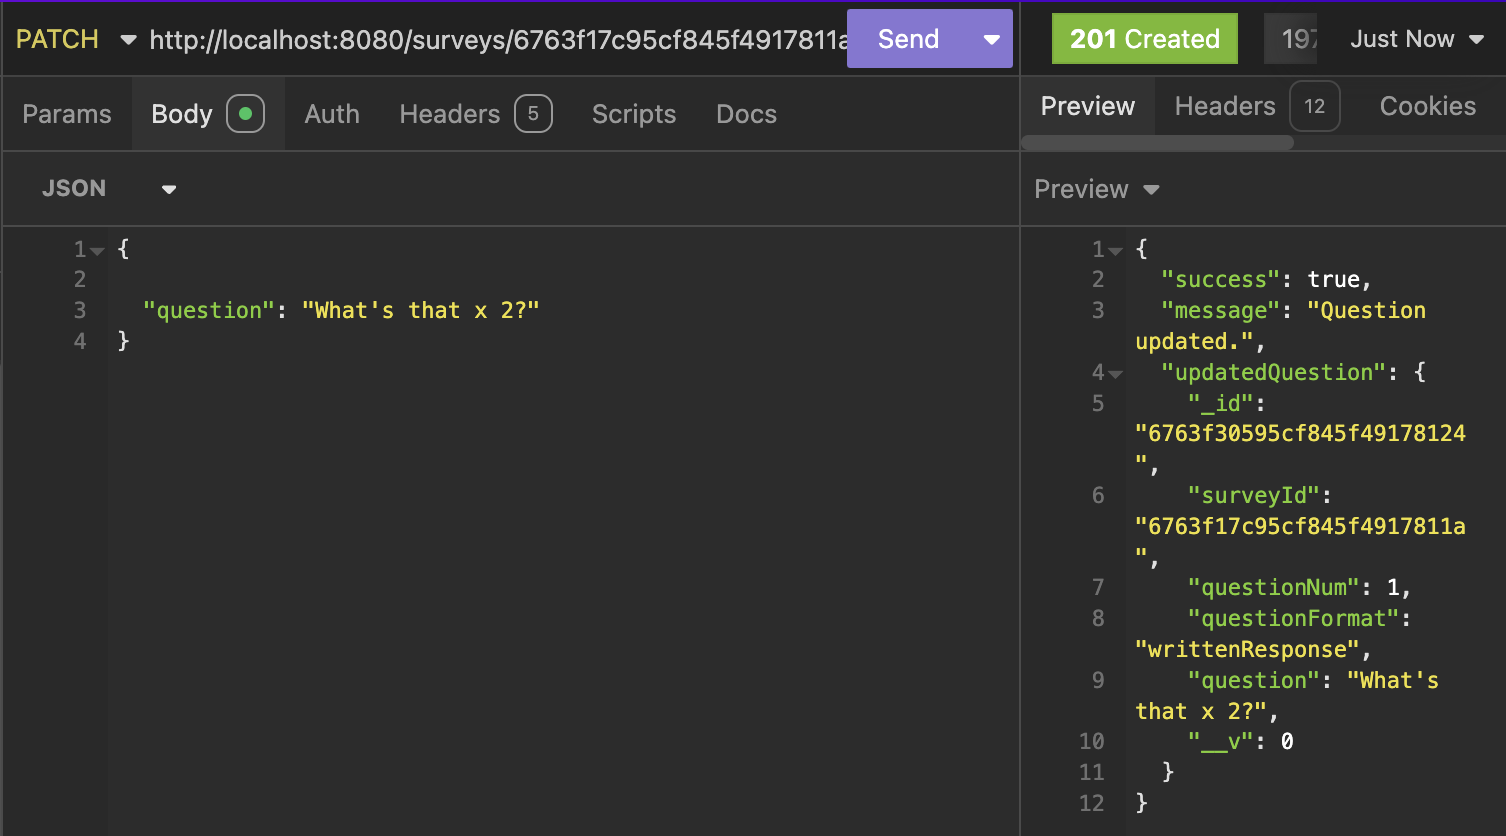 PATCH http://localhost:8080/surveys/6763f17c95cf845f4917811a Send
201 Created 197 Just Now
Params Body Auth Headers 5 Scripts Docs
Preview Headers 12 Cookies
JSON
Preview
1 {
2
3 "question": "What's that x 2?"
4 }
1 {
2 "success": true,
3 "message": "Question
updated.",
4 "updatedQuestion": {
5 "_id":
"6763f30595cf845f49178124
",
6 "surveyId":
"6763f17c95cf845f4917811a
",
7 "questionNum": 1,
8 "questionFormat":
"writtenResponse",
9 "question": "What's
that x 2?",
10 "__v": 0
11 }
12 }